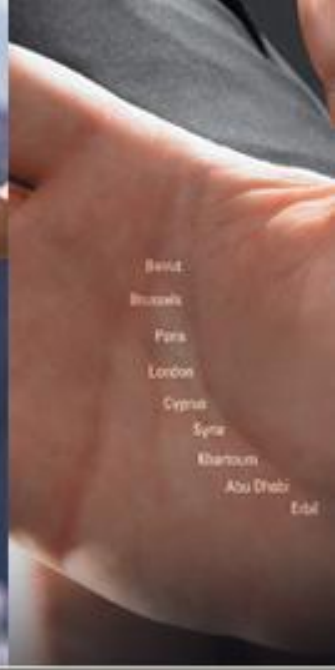 Beirut
Brussels
Paris
London
Cyprus
Syria
Khartoum
Abu Dhabi
Erbil